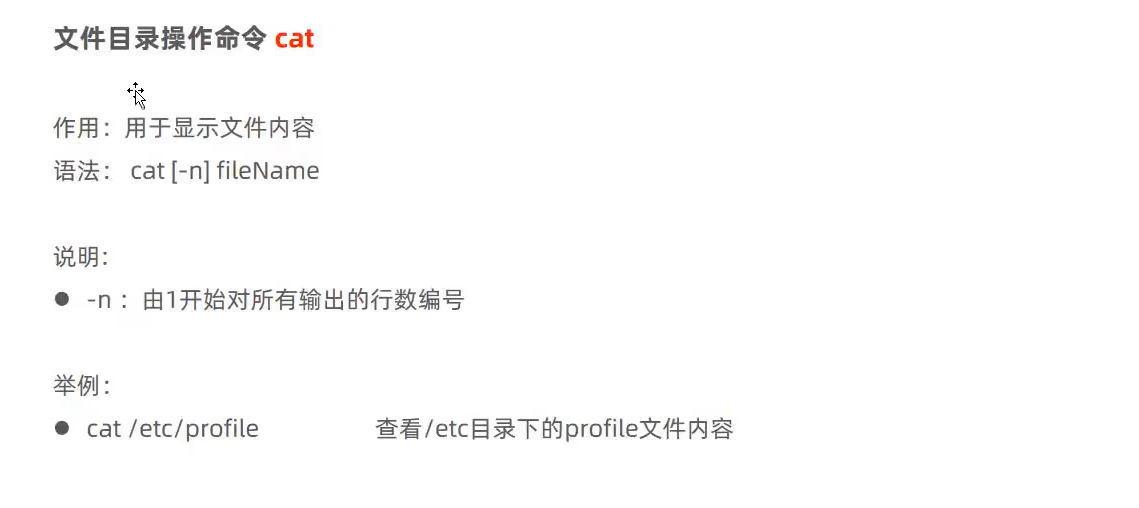 文件目录操作命令 cat
作用：用于显示文件内容
语法： cat [-n] fileName
说明：
● -n ：由1开始对所有输出的行数编号
举例：
● cat /etc/profile 查看/etc目录下的profile文件内容